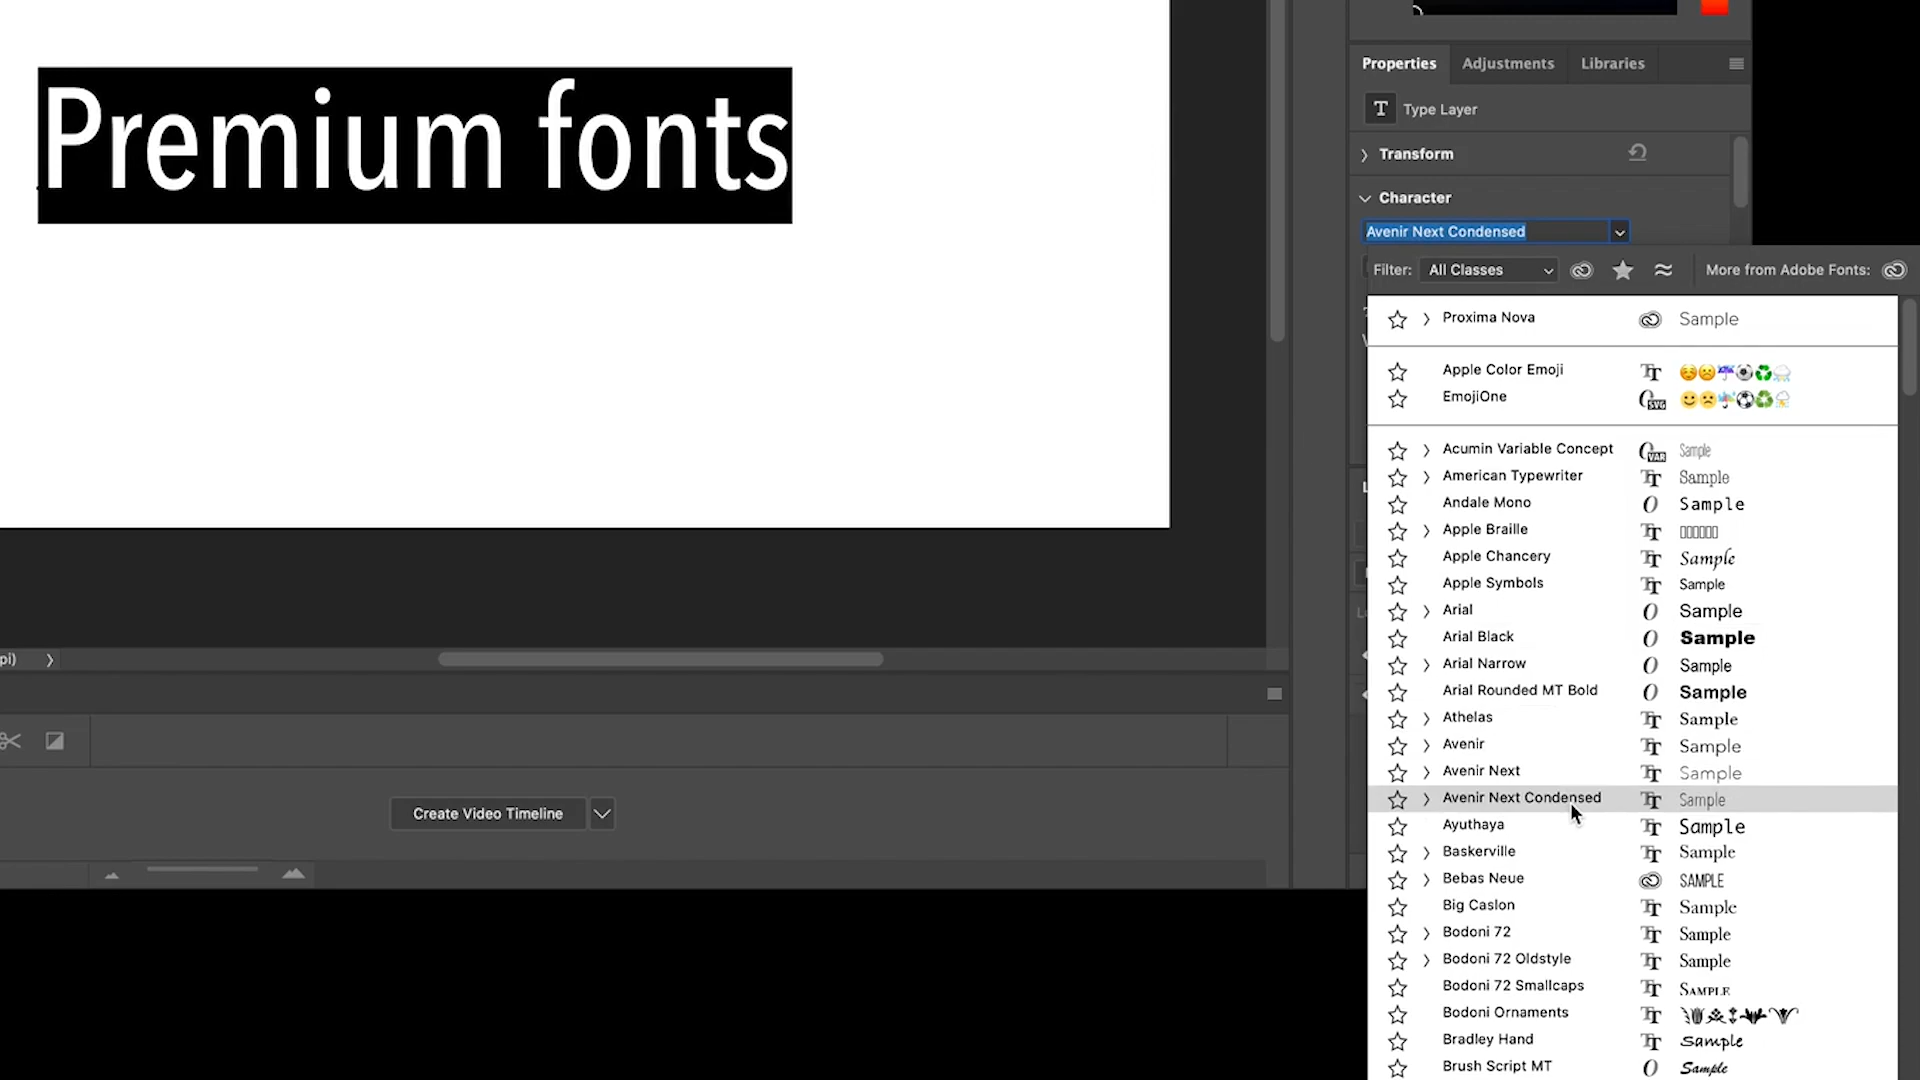 Premium fonts
Properties
Adjustments
Libraries
T Type Layer
Transform
Character
Avenir Next Condensed
Filter: All Classes
More from Adobe Fonts:
Proxima Nova Sample
Apple Color Emoji
EmojiOne
Acumin Variable Concept Sample
American Typewriter Sample
Andale Mono Sample
Apple Braille
Apple Chancery Sample
Apple Symbols Sample
Arial Sample
Arial Black Sample
Arial Narrow Sample
Arial Rounded MT Bold Sample
Athelas Sample
Avenir Sample
Avenir Next Sample
Avenir Next Condensed Sample
Ayuthaya Sample
Baskerville Sample
Bebas Neue SAMPLE
Big Caslon Sample
Bodoni 72 Sample
Bodoni 72 Oldstyle Sample
Bodoni 72 Smallcaps SAMPLE
Bodoni Ornaments
Bradley Hand Sample
Brush Script MT Sample
pi)
Create Video Timeline